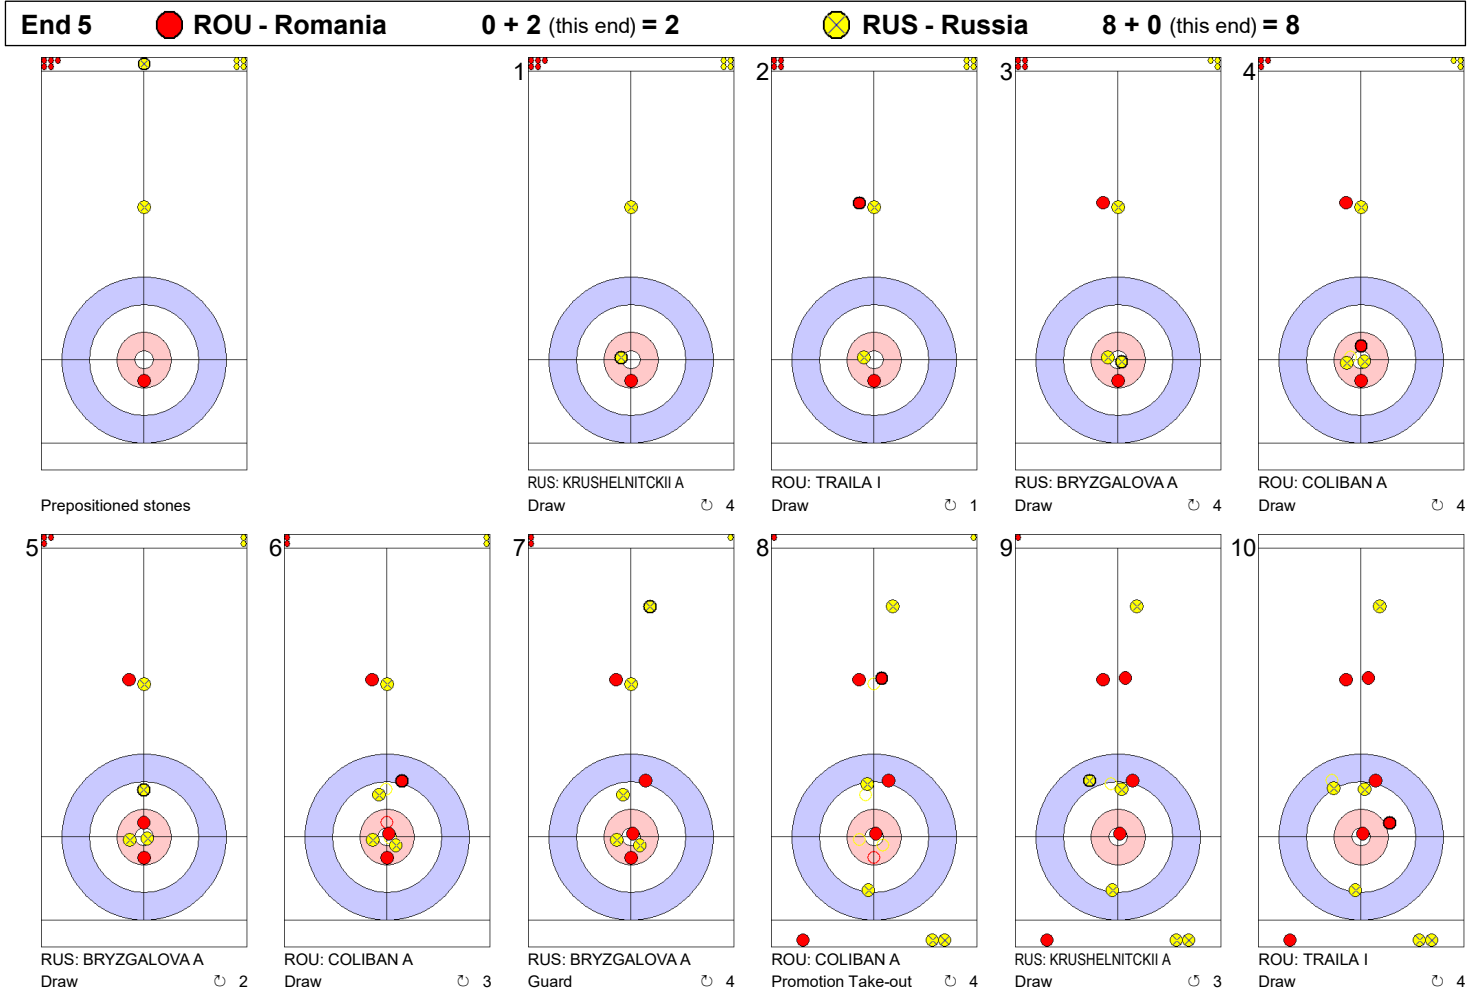 End 5 ROU - Romania 0 + 2 (this end) = 2 RUS - Russia 8 + 0 (this end) = 8
1 2 3 4
RUS: KRUSHELNITCKII A ROU: TRAILA I RUS: BRYZGALOVA A ROU: COLIBAN A
Prepositioned stones Draw ↻ 4 Draw ↻ 1 Draw ↻ 4 Draw ↻ 4
5 6 7 8 9 10
RUS: BRYZGALOVA A ROU: COLIBAN A RUS: BRYZGALOVA A ROU: COLIBAN A RUS: KRUSHELNITCKII A ROU: TRAILA I
Draw ↻ 2 Draw ↻ 3 Guard ↻ 4 Promotion Take-out ↻ 4 Draw ↺ 3 Draw ↻ 4